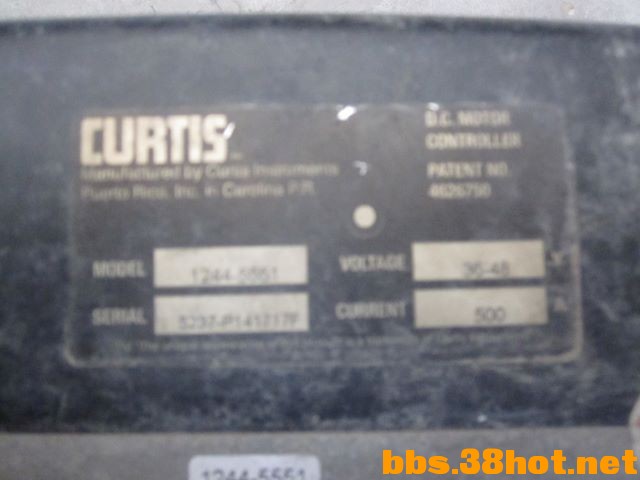 CURTIS
Manufactured by Curtis Instruments
Puerto Rico, Inc. in Carolina P.R.
D.C. MOTOR
CONTROLLER
PATENT NO.
4626750
MODEL 1244-5551
VOLTAGE 36-48 V
SERIAL
CURRENT 500 A
1244-5551
bbs.38hot.net